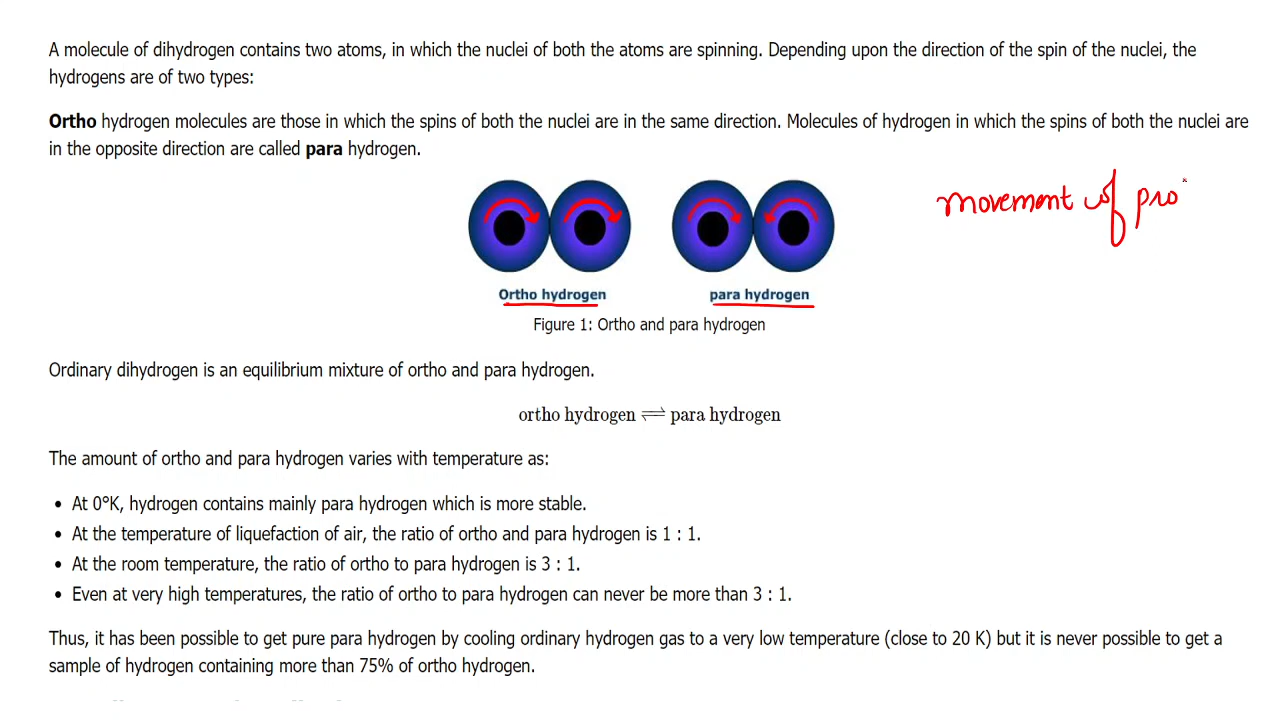 A molecule of dihydrogen contains two atoms, in which the nuclei of both the atoms are spinning. Depending upon the direction of the spin of the nuclei, the
hydrogens are of two types:
Ortho hydrogen molecules are those in which the spins of both the nuclei are in the same direction. Molecules of hydrogen in which the spins of both the nuclei are
in the opposite direction are called para hydrogen.
movement of pro
Ortho hydrogen para hydrogen
Figure 1: Ortho and para hydrogen
Ordinary dihydrogen is an equilibrium mixture of ortho and para hydrogen.
ortho hydrogen ⇌ para hydrogen
The amount of ortho and para hydrogen varies with temperature as:
• At 0°K, hydrogen contains mainly para hydrogen which is more stable.
• At the temperature of liquefaction of air, the ratio of ortho and para hydrogen is 1 : 1.
• At the room temperature, the ratio of ortho to para hydrogen is 3 : 1.
• Even at very high temperatures, the ratio of ortho to para hydrogen can never be more than 3 : 1.
Thus, it has been possible to get pure para hydrogen by cooling ordinary hydrogen gas to a very low temperature (close to 20 K) but it is never possible to get a
sample of hydrogen containing more than 75% of ortho hydrogen.